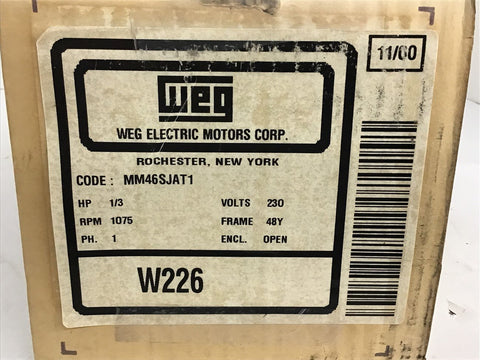 weg
11/00
WEG ELECTRIC MOTORS CORP.
ROCHESTER, NEW YORK
CODE : MM46SJAT1
HP 1/3 VOLTS 230
RPM 1075 FRAME 48Y
PH. 1 ENCL. OPEN
W226